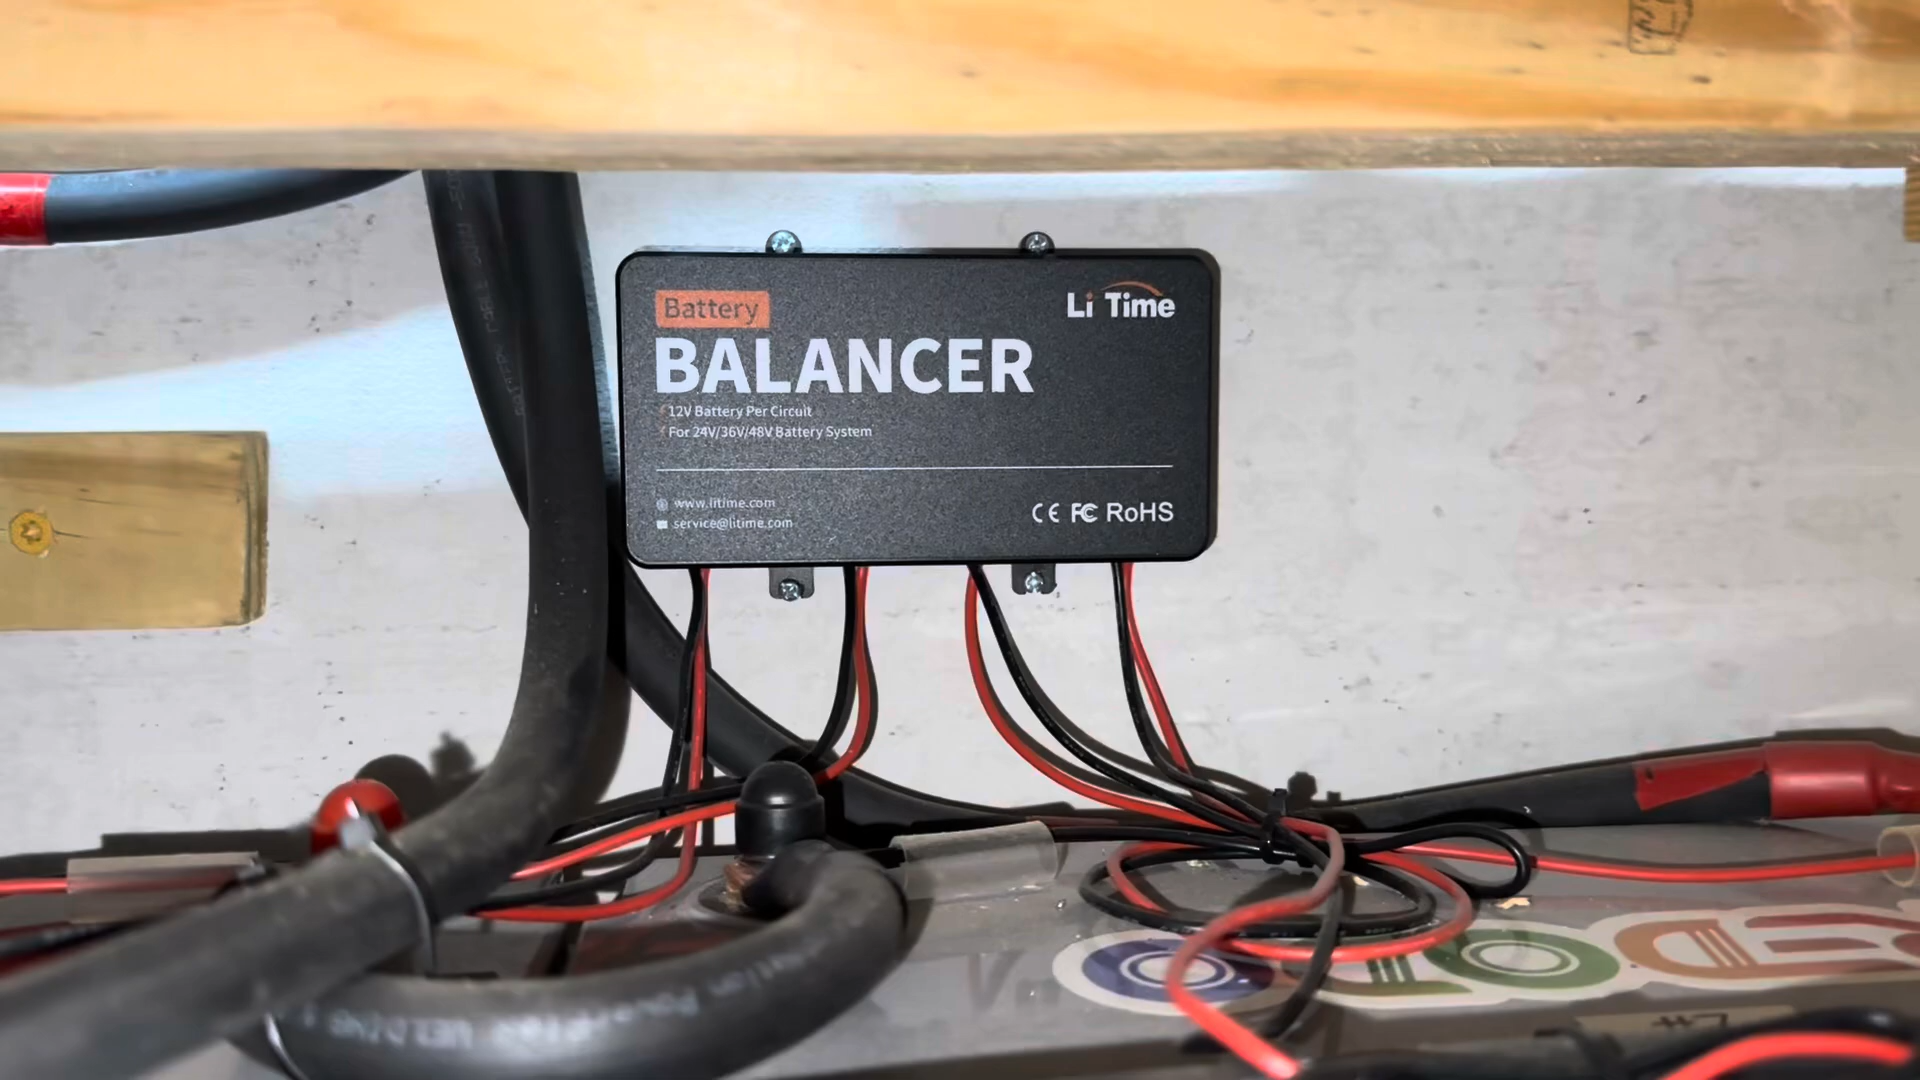 Battery
Li Time
BALANCER
12V Battery Per Circuit
For 24V/36V/48V Battery System
www.litime.com
service@litime.com
CE FC RoHS